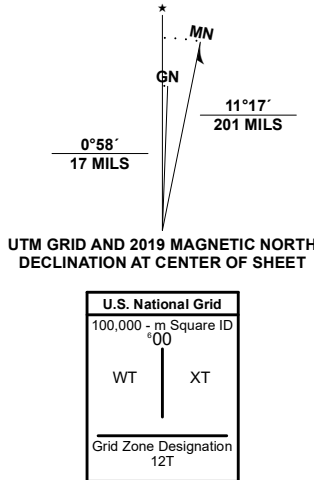 ★
MN
GN
11°17´
201 MILS
0°58´
17 MILS
UTM GRID AND 2019 MAGNETIC NORTH
DECLINATION AT CENTER OF SHEET
U.S. National Grid
100,000 - m Square ID
⁶00
WT XT
Grid Zone Designation
12T